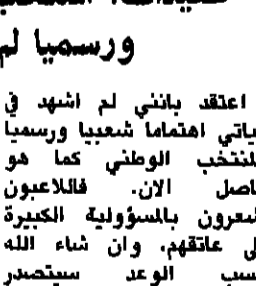 ورسميا لم
اعتقد بانني لم اشهد في
اهتماما شعبيا ورسميا
الوطني كما هو
الان. فاللاعبون
بالمسؤولية الكبيرة
عاتقهم. وان شاء الله
الوعد سيتصدر